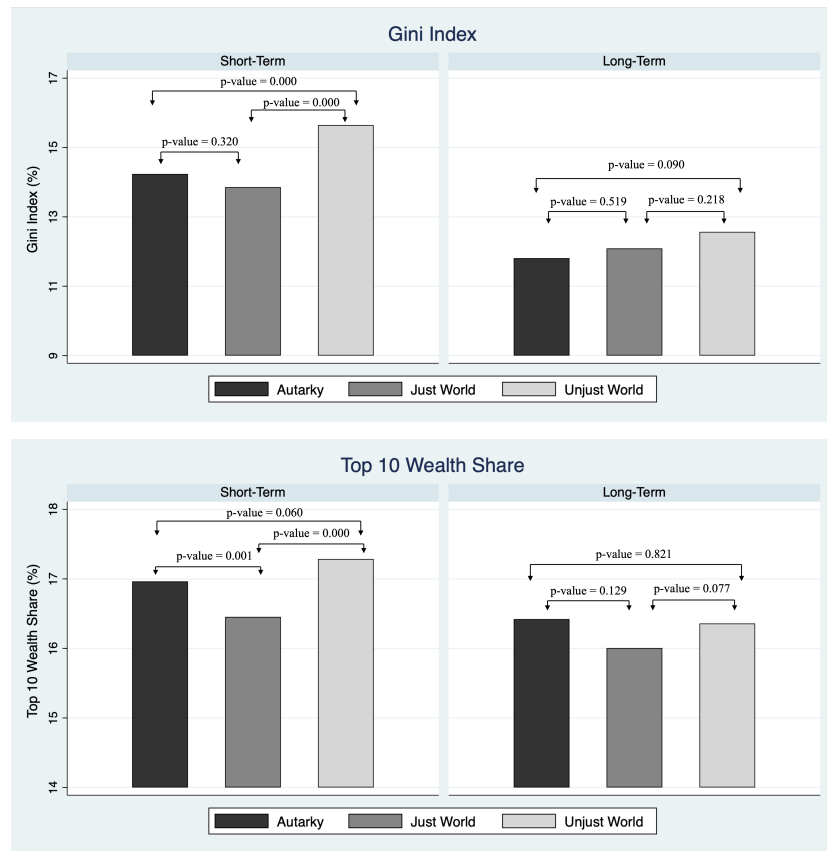 Gini Index
Short-Term
Long-Term
Gini Index (%)
17
15
13
11
9
p-value = 0.000
p-value = 0.000
p-value = 0.320
p-value = 0.090
p-value = 0.519
p-value = 0.218
Autarky
Just World
Unjust World
Top 10 Wealth Share
Short-Term
Long-Term
Top 10 Wealth Share (%)
18
17
16
15
14
p-value = 0.060
p-value = 0.000
p-value = 0.001
p-value = 0.821
p-value = 0.129
p-value = 0.077
Autarky
Just World
Unjust World